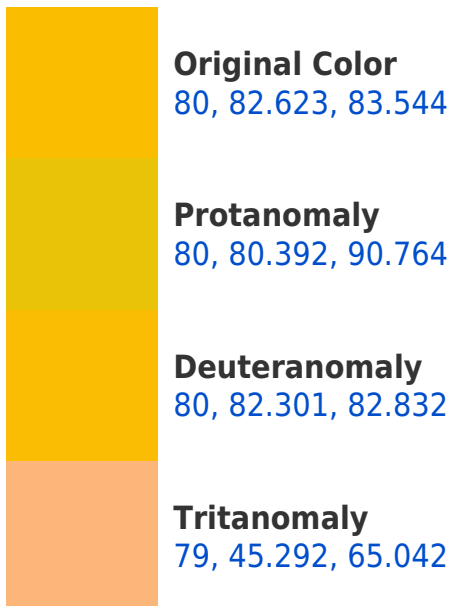 Original Color
80, 82.623, 83.544
Protanomaly
80, 80.392, 90.764
Deuteranomaly
80, 82.301, 82.832
Tritanomaly
79, 45.292, 65.042